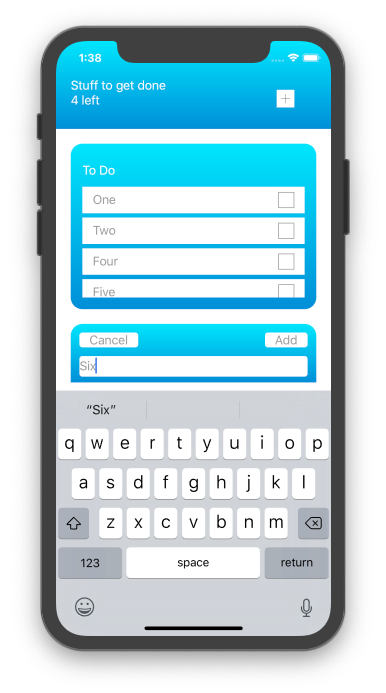 1:38
Stuff to get done
4 left
To Do
One
Two
Four
Five
Cancel
Add
Six
“Six”
q w e r t y u i o p
a s d f g h j k l
z x c v b n m
123 space return